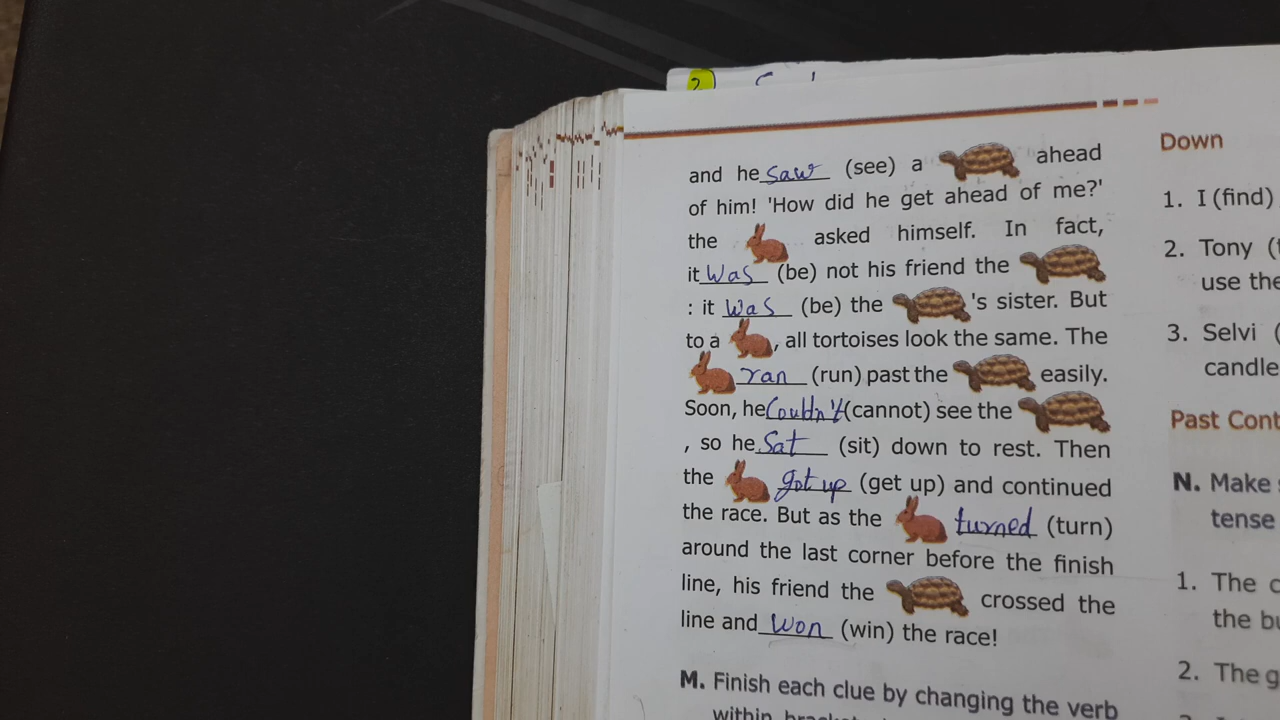 2
and he saw (see) a ahead
of him! 'How did he get ahead of me?'
the asked himself. In fact,
it was (be) not his friend the
: it was (be) the 's sister. But
to a , all tortoises look the same. The
ran (run) past the easily.
Soon, he Couldn't (cannot) see the
, so he Sat (sit) down to rest. Then
the got up (get up) and continued
the race. But as the turned (turn)
around the last corner before the finish
line, his friend the crossed the
line and won (win) the race!
M. Finish each clue by changing the verb
within
Down
1. I (find)
2. Tony
use the
3. Selvi (
candle
Past Cont
N. Make
tense
1. The c
the bu
2. The g